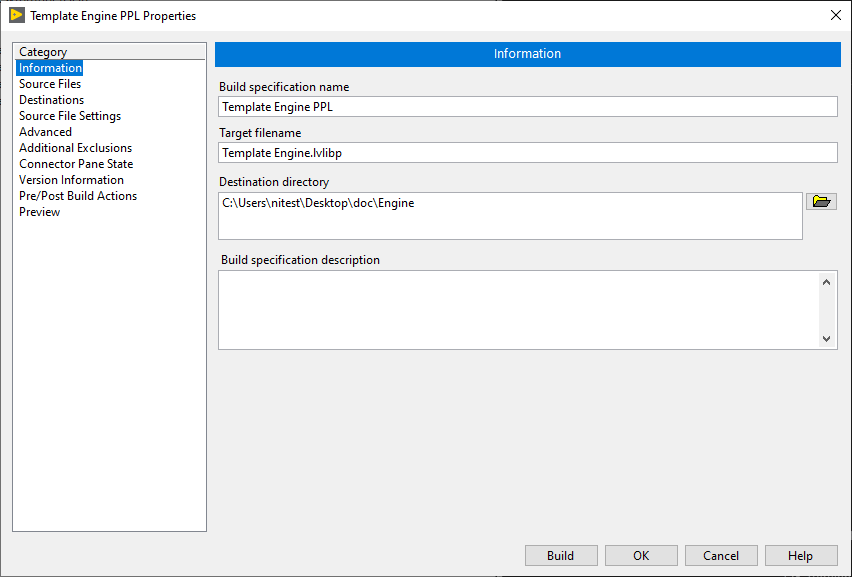 Template Engine PPL Properties
Category
Information
Source Files
Destinations
Source File Settings
Advanced
Additional Exclusions
Connector Pane State
Version Information
Pre/Post Build Actions
Preview
Information
Build specification name
Template Engine PPL
Target filename
Template Engine.lvlibp
Destination directory
C:\Users\nitest\Desktop\doc\Engine
Build specification description
Build
OK
Cancel
Help